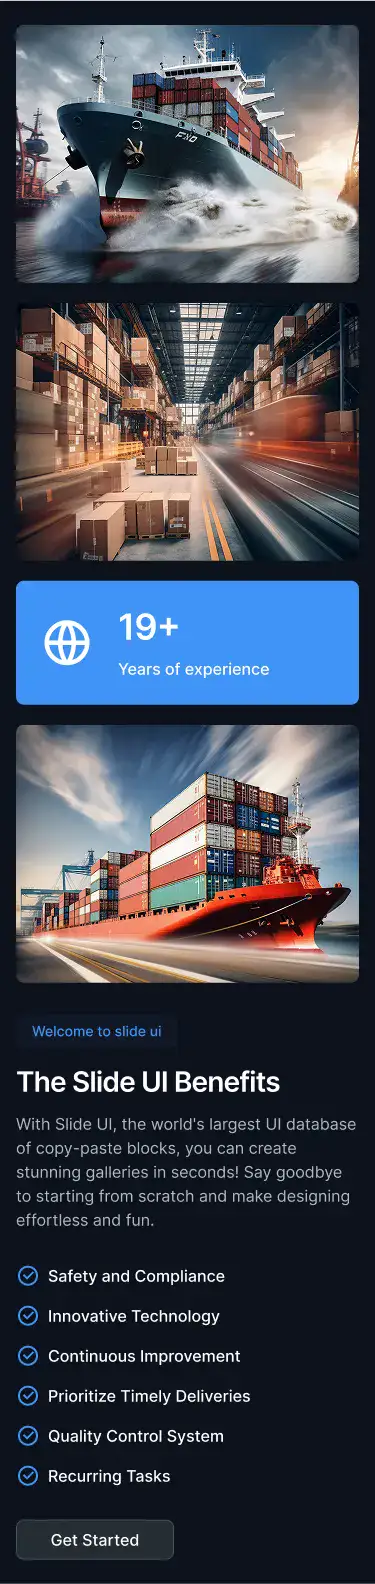 19+
Years of experience
Welcome to slide ui
The Slide UI Benefits
With Slide UI, the world's largest UI database
of copy-paste blocks, you can create
stunning galleries in seconds! Say goodbye
to starting from scratch and make designing
effortless and fun.
Safety and Compliance
Innovative Technology
Continuous Improvement
Prioritize Timely Deliveries
Quality Control System
Recurring Tasks
Get Started